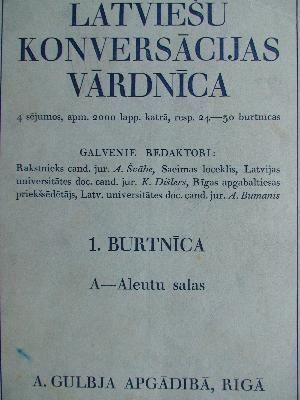 LATVIEŠU
KONVERSĀCIJAS
VĀRDNĪCA
4 sējumos, apm. 2000 lapp. katrā, resp. 24—30 burtnīcas
GALVENIE REDAKTORI:
Rakstnieks cand. jur. A. Švābe, Saeimas loceklis, Latvijas
universitātes doc. cand. jur. K. Dišlers, Rīgas apgabaltiesas
priekšsēdētājs, Latv. universitātes doc. cand. jur. A. Bumanis
1. BURTNĪCA
A—Aleutu salas
A. GULBJA APGĀDĪBĀ, RĪGĀ